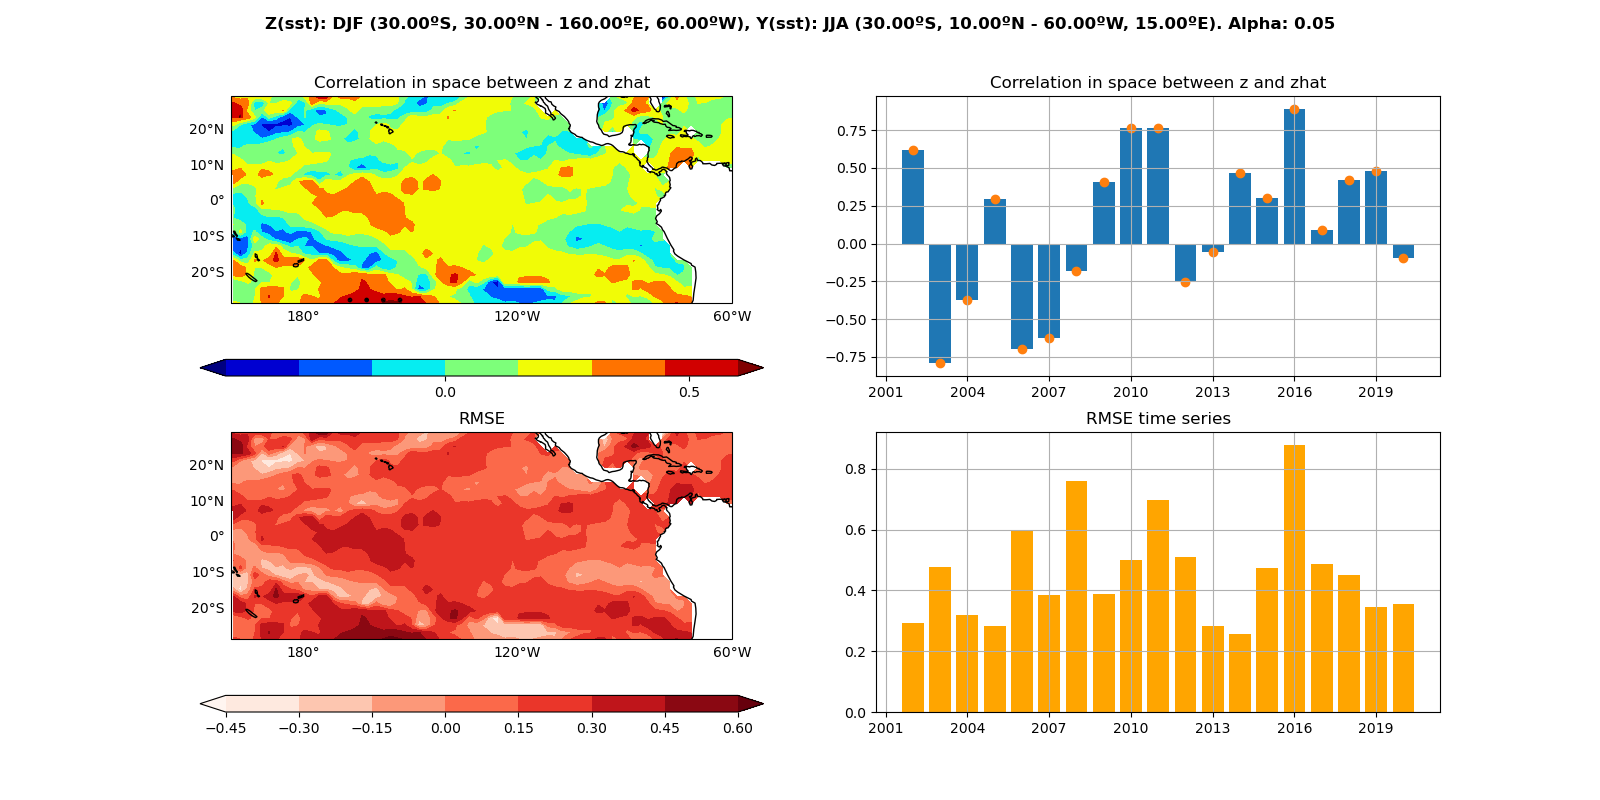 Z(sst): DJF (30.00ºS, 30.00ºN - 160.00ºE, 60.00ºW), Y(sst): JJA (30.00ºS, 10.00ºN - 60.00ºW, 15.00ºE). Alpha: 0.05
Correlation in space between z and zhat
20°N
10°N
0°
10°S
20°S
180°
120°W
60°W
0.0
0.5
Correlation in space between z and zhat
0.75
0.50
0.25
0.00
−0.25
−0.50
−0.75
2001
2004
2007
2010
2013
2016
2019
RMSE
20°N
10°N
0°
10°S
20°S
180°
120°W
60°W
−0.45
−0.30
−0.15
0.00
0.15
0.30
0.45
0.60
RMSE time series
0.8
0.6
0.4
0.2
0.0
2001
2004
2007
2010
2013
2016
2019